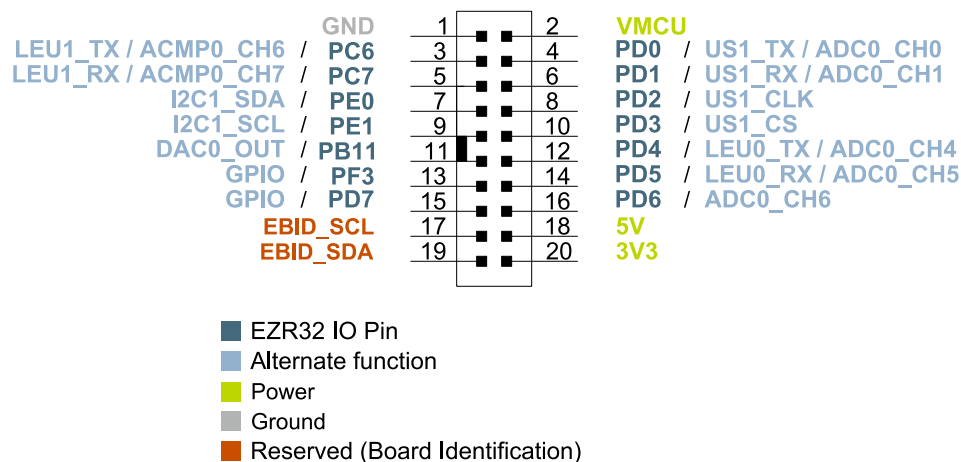 GND 1 2 VMCU
LEU1_TX / ACMP0_CH6 / PC6 3 4 PD0 / US1_TX / ADC0_CH0
LEU1_RX / ACMP0_CH7 / PC7 5 6 PD1 / US1_RX / ADC0_CH1
I2C1_SDA / PE0 7 8 PD2 / US1_CLK
I2C1_SCL / PE1 9 10 PD3 / US1_CS
DAC0_OUT / PB11 11 12 PD4 / LEU0_TX / ADC0_CH4
GPIO / PF3 13 14 PD5 / LEU0_RX / ADC0_CH5
GPIO / PD7 15 16 PD6 / ADC0_CH6
EBID_SCL 17 18 5V
EBID_SDA 19 20 3V3
EZR32 IO Pin
Alternate function
Power
Ground
Reserved (Board Identification)